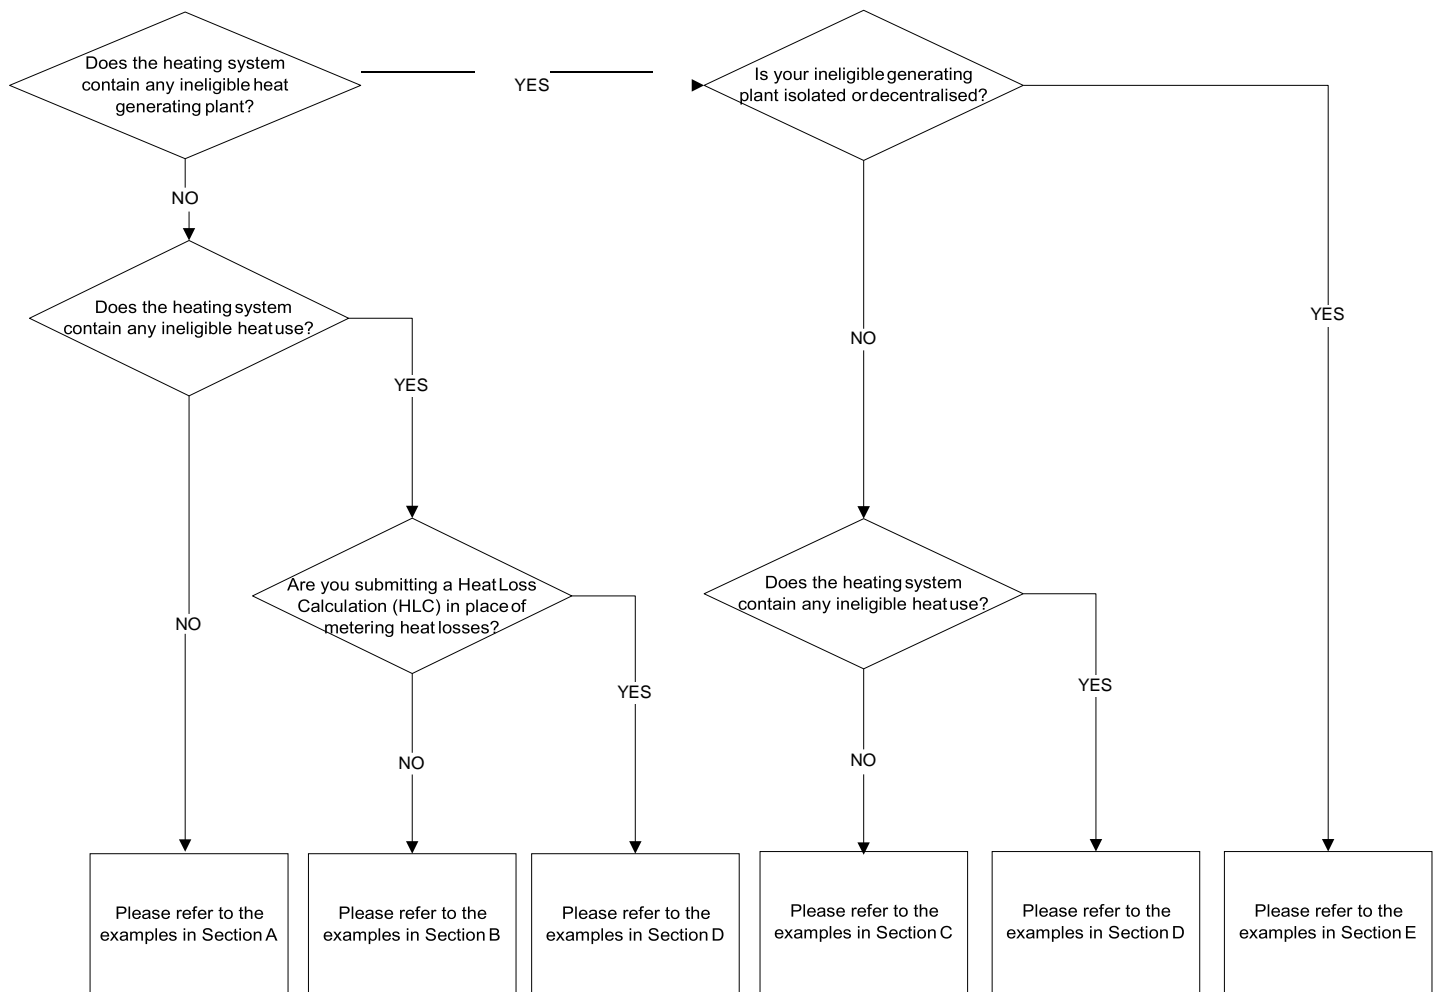 Does the heating system
contain any ineligible heat
generating plant?
YES
Is your ineligible generating
plant isolated or decentralised?
NO
Does the heating system
contain any ineligible heat use?
YES
NO
YES
Are you submitting a Heat Loss
Calculation (HLC) in place of
metering heat losses?
Does the heating system
contain any ineligible heat use?
NO
YES
YES
NO
NO
Please refer to the
examples in Section A
Please refer to the
examples in Section B
Please refer to the
examples in Section D
Please refer to the
examples in Section C
Please refer to the
examples in Section D
Please refer to the
examples in Section E